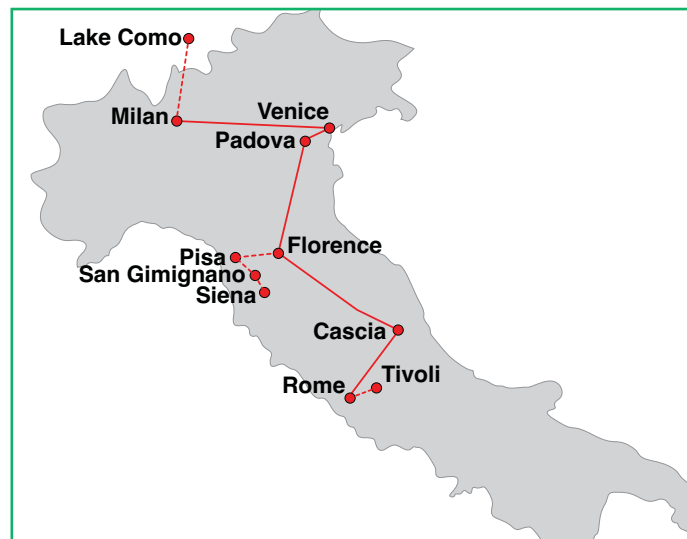 Lake Como
Milan
Venice
Padova
Florence
Pisa
San Gimignano
Siena
Cascia
Tivoli
Rome